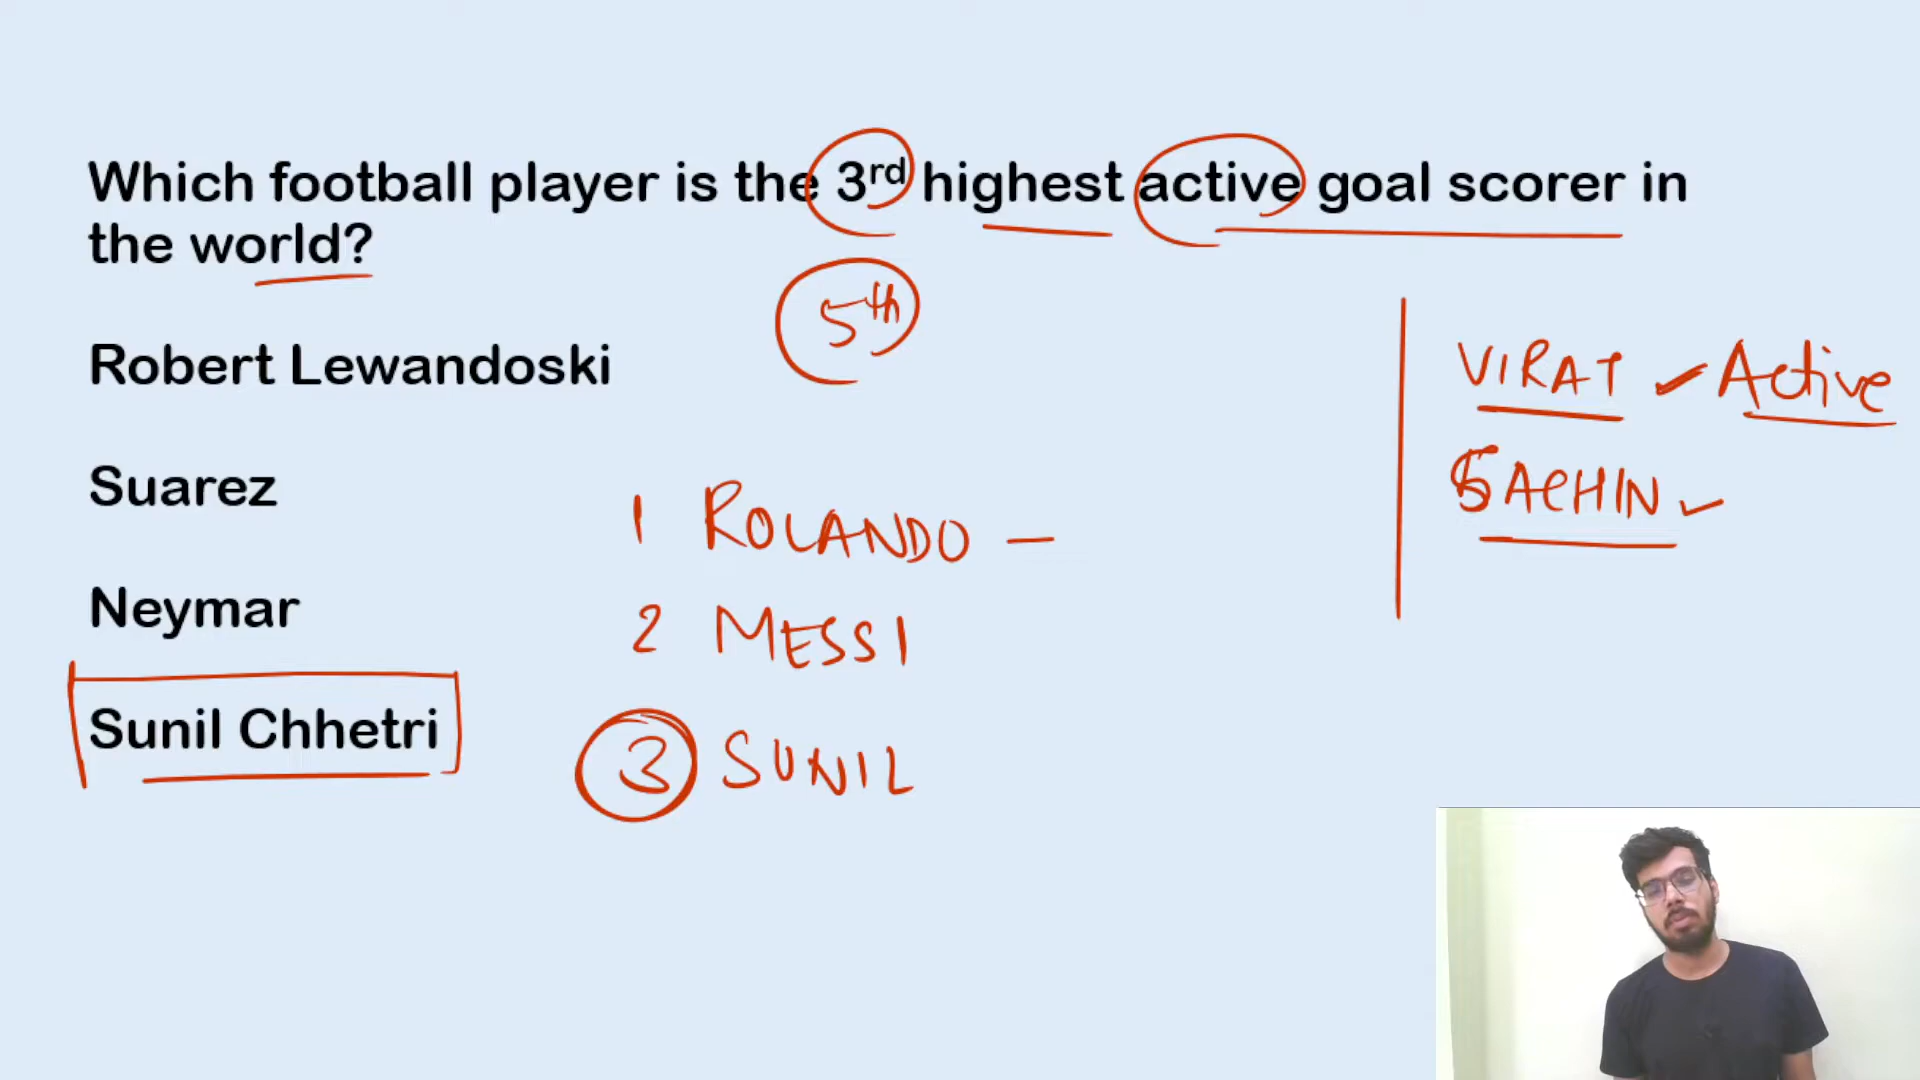 Which football player is the 3rd highest active goal scorer in
the world?
5th
Robert Lewandoski
VIRAT ✓ Active
Suarez
SACHIN ✓
1 ROLANDO –
Neymar
2 MESSI
Sunil Chhetri
3 SUNIL